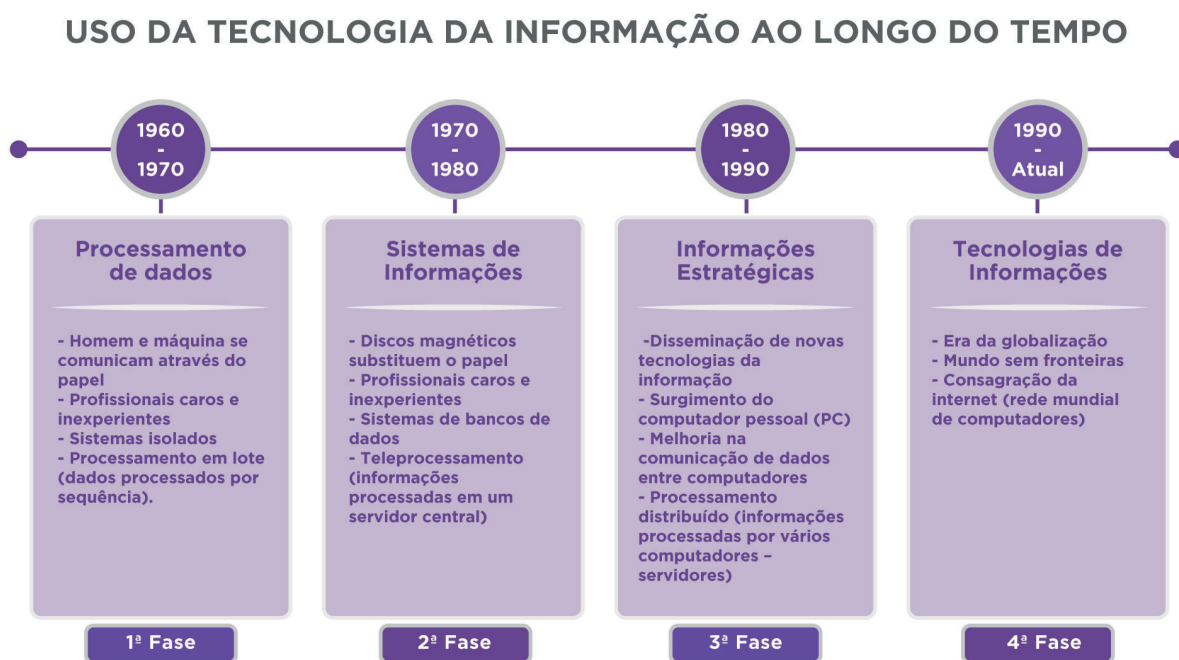 USO DA TECNOLOGIA DA INFORMAÇÃO AO LONGO DO TEMPO
1960
-
1970
Processamento
de dados
- Homem e máquina se
comunicam através do
papel
- Profissionais caros e
inexperientes
- Sistemas isolados
- Processamento em lote
(dados processados por
sequência).
1ª Fase
1970
-
1980
Sistemas de
Informações
- Discos magnéticos
substituem o papel
- Profissionais caros e
inexperientes
- Sistemas de bancos de
dados
- Teleprocessamento
(informações
processadas em um
servidor central)
2ª Fase
1980
-
1990
Informações
Estratégicas
-Disseminação de novas
tecnologias da
informação
- Surgimento do
computador pessoal (PC)
- Melhoria na
comunicação de dados
entre computadores
- Processamento
distribuído (informações
processadas por vários
computadores –
servidores)
3ª Fase
1990
-
Atual
Tecnologias de
Informações
- Era da globalização
- Mundo sem fronteiras
- Consagração da
internet (rede mundial
de computadores)
4ª Fase